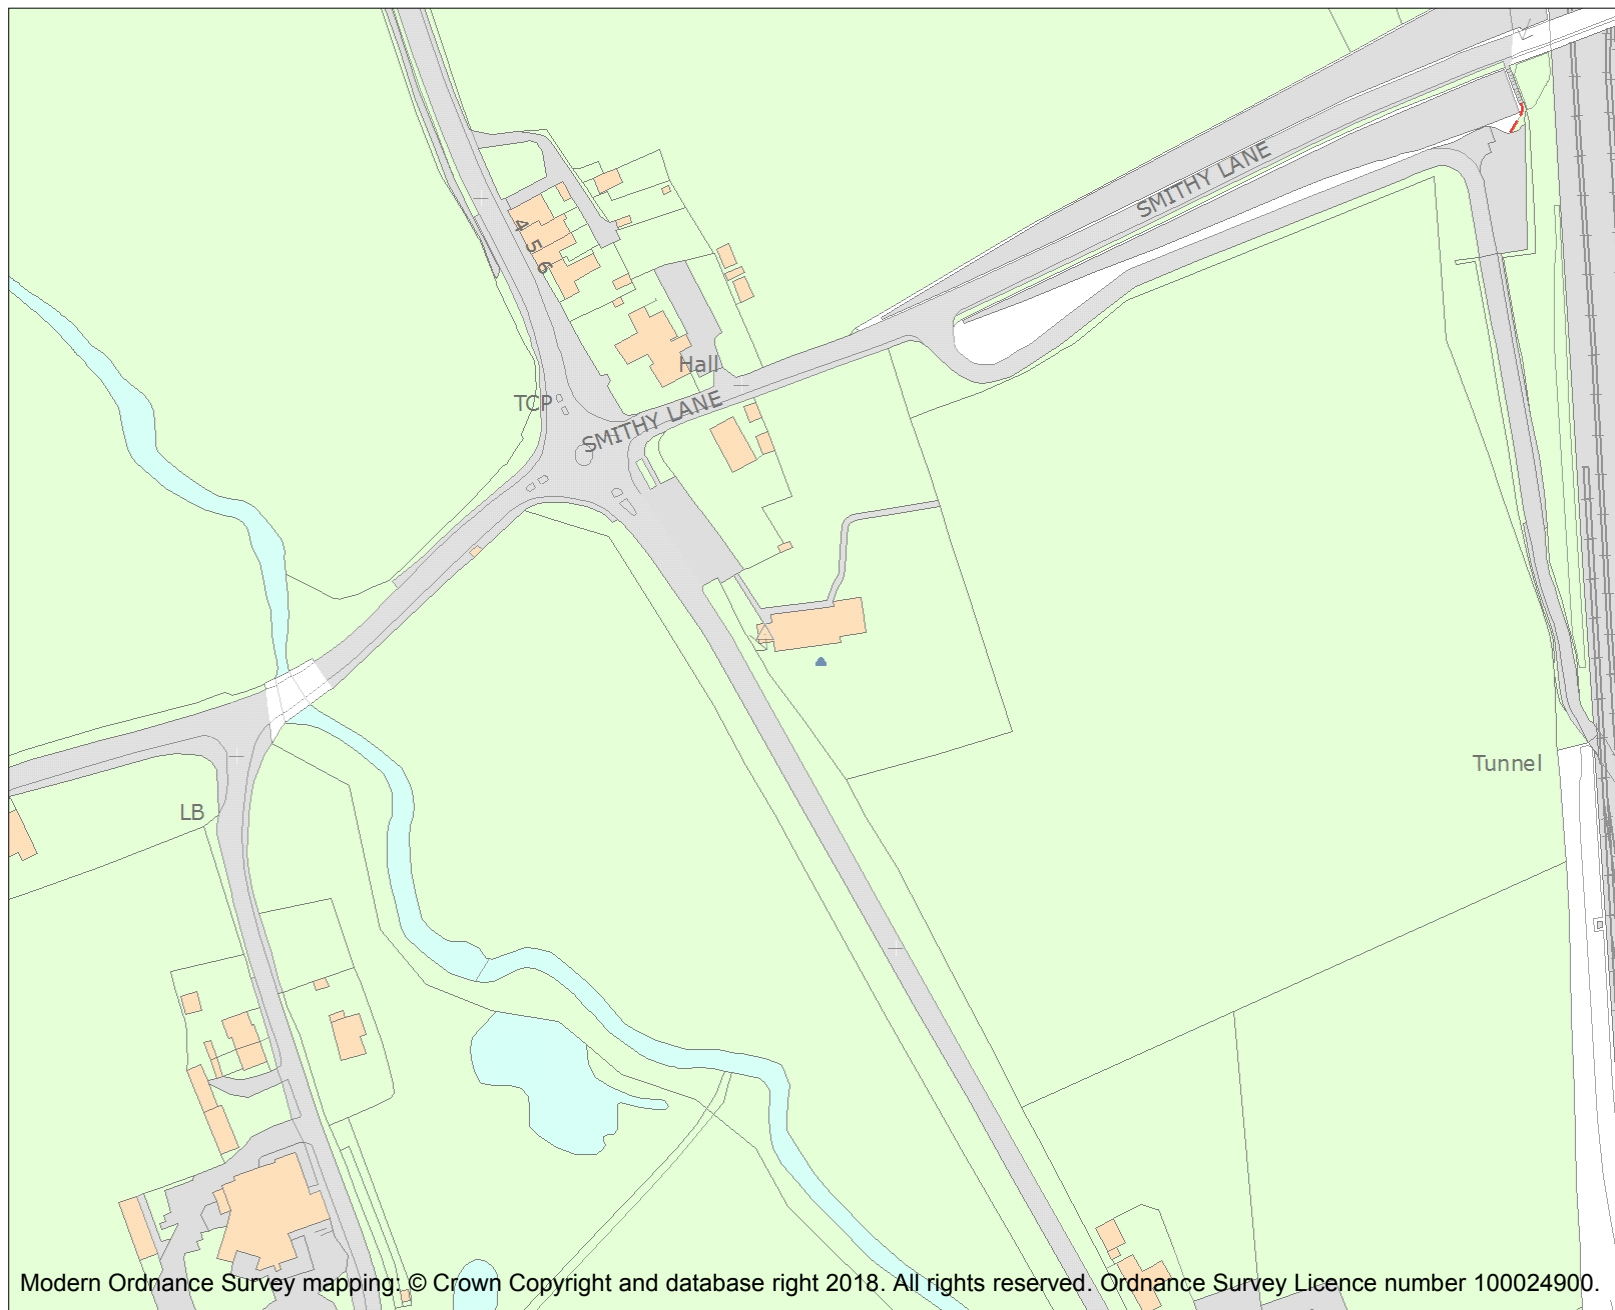 SMITHY LANE
4
5
6
Hall
TCP
SMITHY LANE
Tunnel
LB
Modern Ordnance Survey mapping: © Crown Copyright and database right 2018. All rights reserved. Ordnance Survey Licence number 100024900.